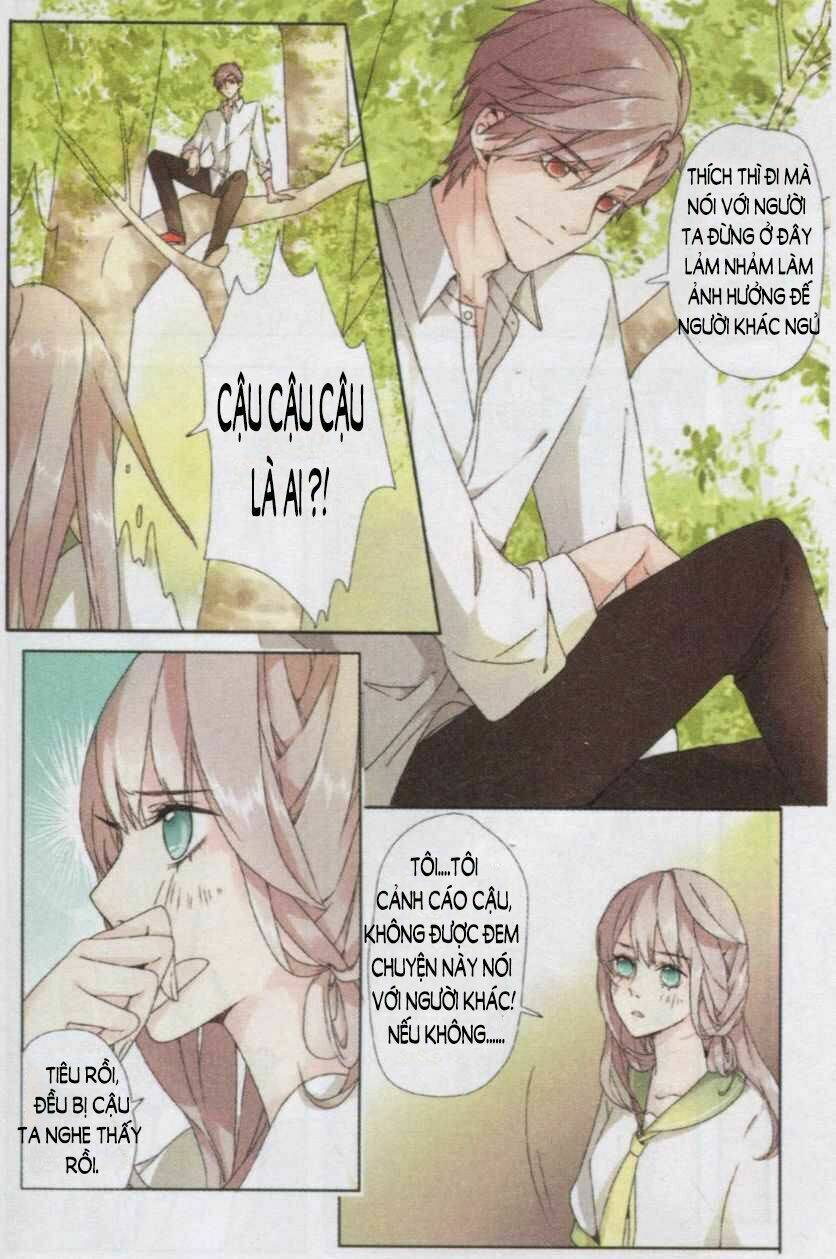 THÍCH THÌ ĐI MÀ
NÓI VỚI NGƯỜI
TA ĐỪNG Ở ĐÂY
LẢM NHẢM LÀM
ẢNH HƯỞNG ĐẾ
NGƯỜI KHÁC NGỦ
CẬU CẬU CẬU
LÀ AI ?!
TIÊU RỒI,
ĐỀU BỊ CẬU
TA NGHE THẤY
RỒI.
TÔI....TÔI
CẢNH CÁO CẬU,
KHÔNG ĐƯỢC ĐEM
CHUYỆN NÀY NÓI
VỚI NGƯỜI KHÁC!
NẾU KHÔNG......